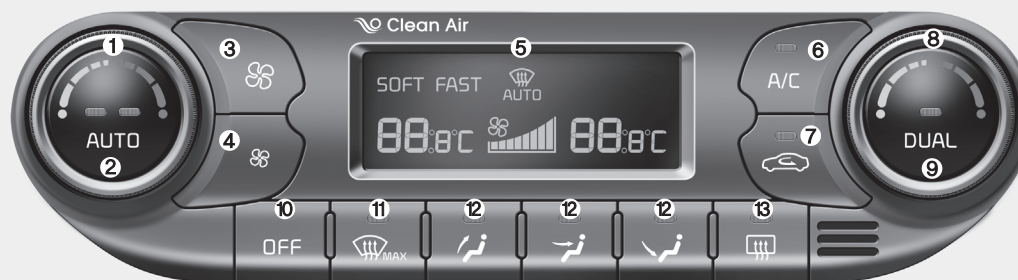 Clean Air
① ③ ⑤ ⑥ ⑧
SOFT FAST
AUTO
A/C
AUTO
④ ⑦
DUAL
88:8°C 88:8°C
② ⑨
⑩ ⑪ ⑫ ⑫ ⑫ ⑬
OFF MAX